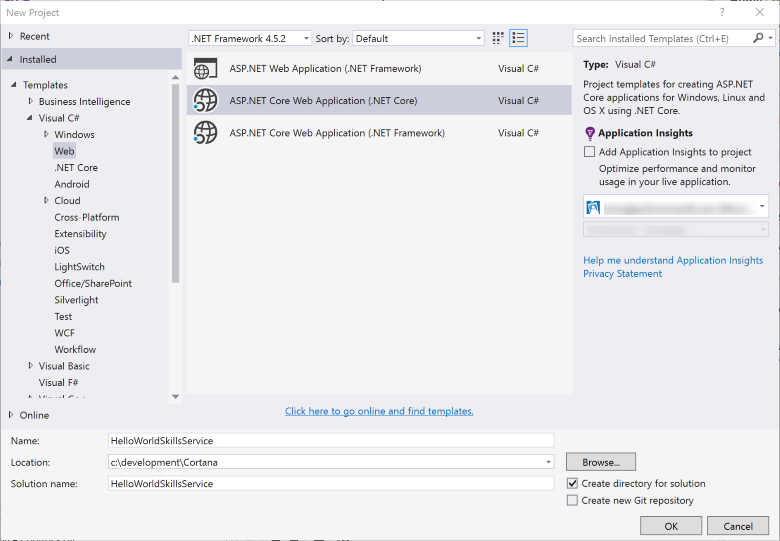 New Project
Recent
.NET Framework 4.5.2
Sort by: Default
Search Installed Templates (Ctrl+E)
Installed
Templates
Business Intelligence
Visual C#
Windows
Web
.NET Core
Android
Cloud
Cross-Platform
Extensibility
iOS
LightSwitch
Office/SharePoint
Silverlight
Test
WCF
Workflow
Visual Basic
Visual F#
Online
ASP.NET Web Application (.NET Framework) Visual C#
ASP.NET Core Web Application (.NET Core) Visual C#
ASP.NET Core Web Application (.NET Framework) Visual C#
Click here to go online and find templates.
Type: Visual C#
Project templates for creating ASP.NET
Core applications for Windows, Linux and
OS X using .NET Core.
Application Insights
Add Application Insights to project
Optimize performance and monitor
usage in your live application.
Help me understand Application Insights
Privacy Statement
Name: HelloWorldSkillsService
Location: c:\development\Cortana
Browse...
Solution name: HelloWorldSkillsService
Create directory for solution
Create new Git repository
OK
Cancel